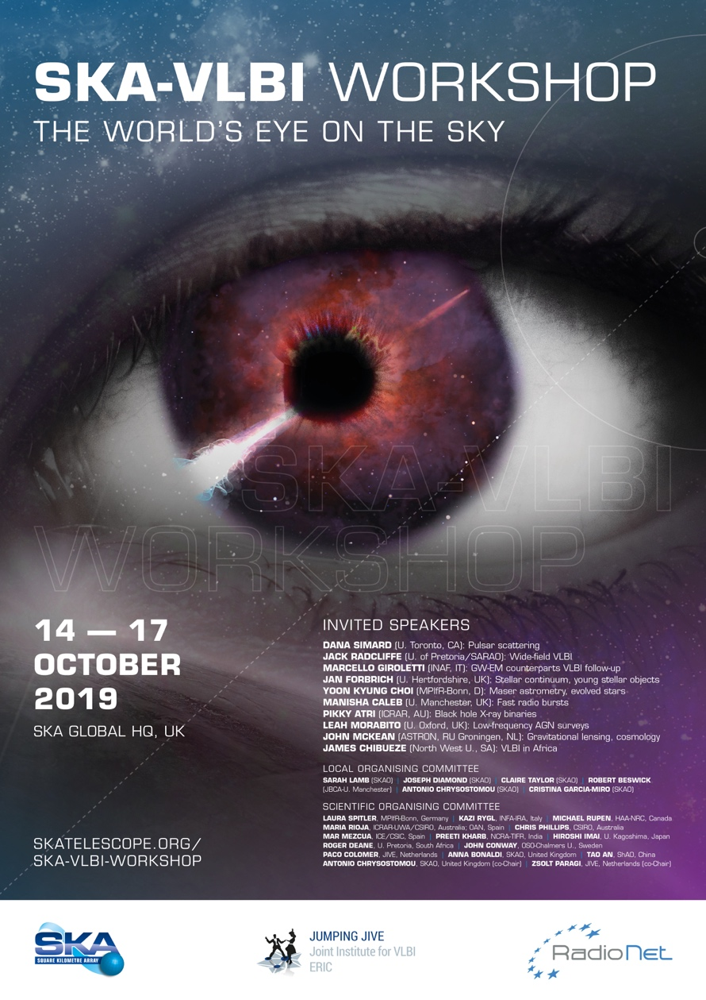 SKA-VLBI WORKSHOP
THE WORLD'S EYE ON THE SKY
SKA-VLBI
WORKSHOP
14 — 17
OCTOBER
2019
SKA GLOBAL HQ, UK
SKATELESCOPE.ORG/
SKA-VLBI-WORKSHOP
INVITED SPEAKERS
DANA SIMARD (U. Toronto, CA): Pulsar scattering
JACK RADCLIFFE (U. of Pretoria/SARAO): Wide-field VLBI
MARCELLO GIROLETTI (INAF, IT): GW-EM counterparts VLBI follow-up
JAN FORBRICH (U. Hertfordshire, UK); Stellar continuum, young stellar objects
YOON KYUNG CHOI (MPIfR-Bonn, D): Maser astrometry, evolved stars
MANISHA CALEB (U. Manchester, UK): Fast radio bursts
PIKKY ATRI (ICRAR, AU): Black hole X-ray binaries
LEAH MORABITO (U. Oxford, UK): Low-frequency AGN surveys
JOHN MCKEAN (ASTRON, RU Groningen, NL): Gravitational lensing, cosmology
JAMES CHIBUEZE (North West U., SA): VLBI in Africa
LOCAL ORGANISING COMMITTEE
SARAH LAMB (SKAO) | JOSEPH DIAMOND (SKAO) | CLAIRE TAYLOR (SKAO) | ROBERT BESWICK
(JBCA-U. Manchester) | ANTONIO CHRYSOSTOMOU (SKAO) | CRISTINA GARCIA-MIRO (SKAO)
SCIENTIFIC ORGANISING COMMITTEE
LAURA SPITLER, MPIfR-Bonn, Germany | KAZI RYGL, INFA-IRA, Italy | MICHAEL RUPEN, HAA-NRC, Canada
MARIA RIOJA, ICRAR-UWA/CSIRO, Australia; OAN, Spain | CHRIS PHILLIPS, CSIRO, Australia
MAR MEZCUA, ICE/CSIC, Spain | PREETI KHARB, NCRA-TIFR, India | HIROSHI IMAI, U. Kagoshima, Japan
ROGER DEANE, U. Pretoria, South Africa | JOHN CONWAY, OSO-Chalmers U., Sweden
PACO COLOMER, JIVE, Netherlands | ANNA BONALDI, SKAO, United Kingdom | TAO AN, ShAO, China
ANTONIO CHRYSOSTOMOU, SKAO, United Kingdom (co-Chair) | ZSOLT PARAGI, JIVE, Netherlands (co-Chair)
SKA
SQUARE KILOMETRE ARRAY
JUMPING JIVE
Joint Institute for VLBI
ERIC
RadioNet